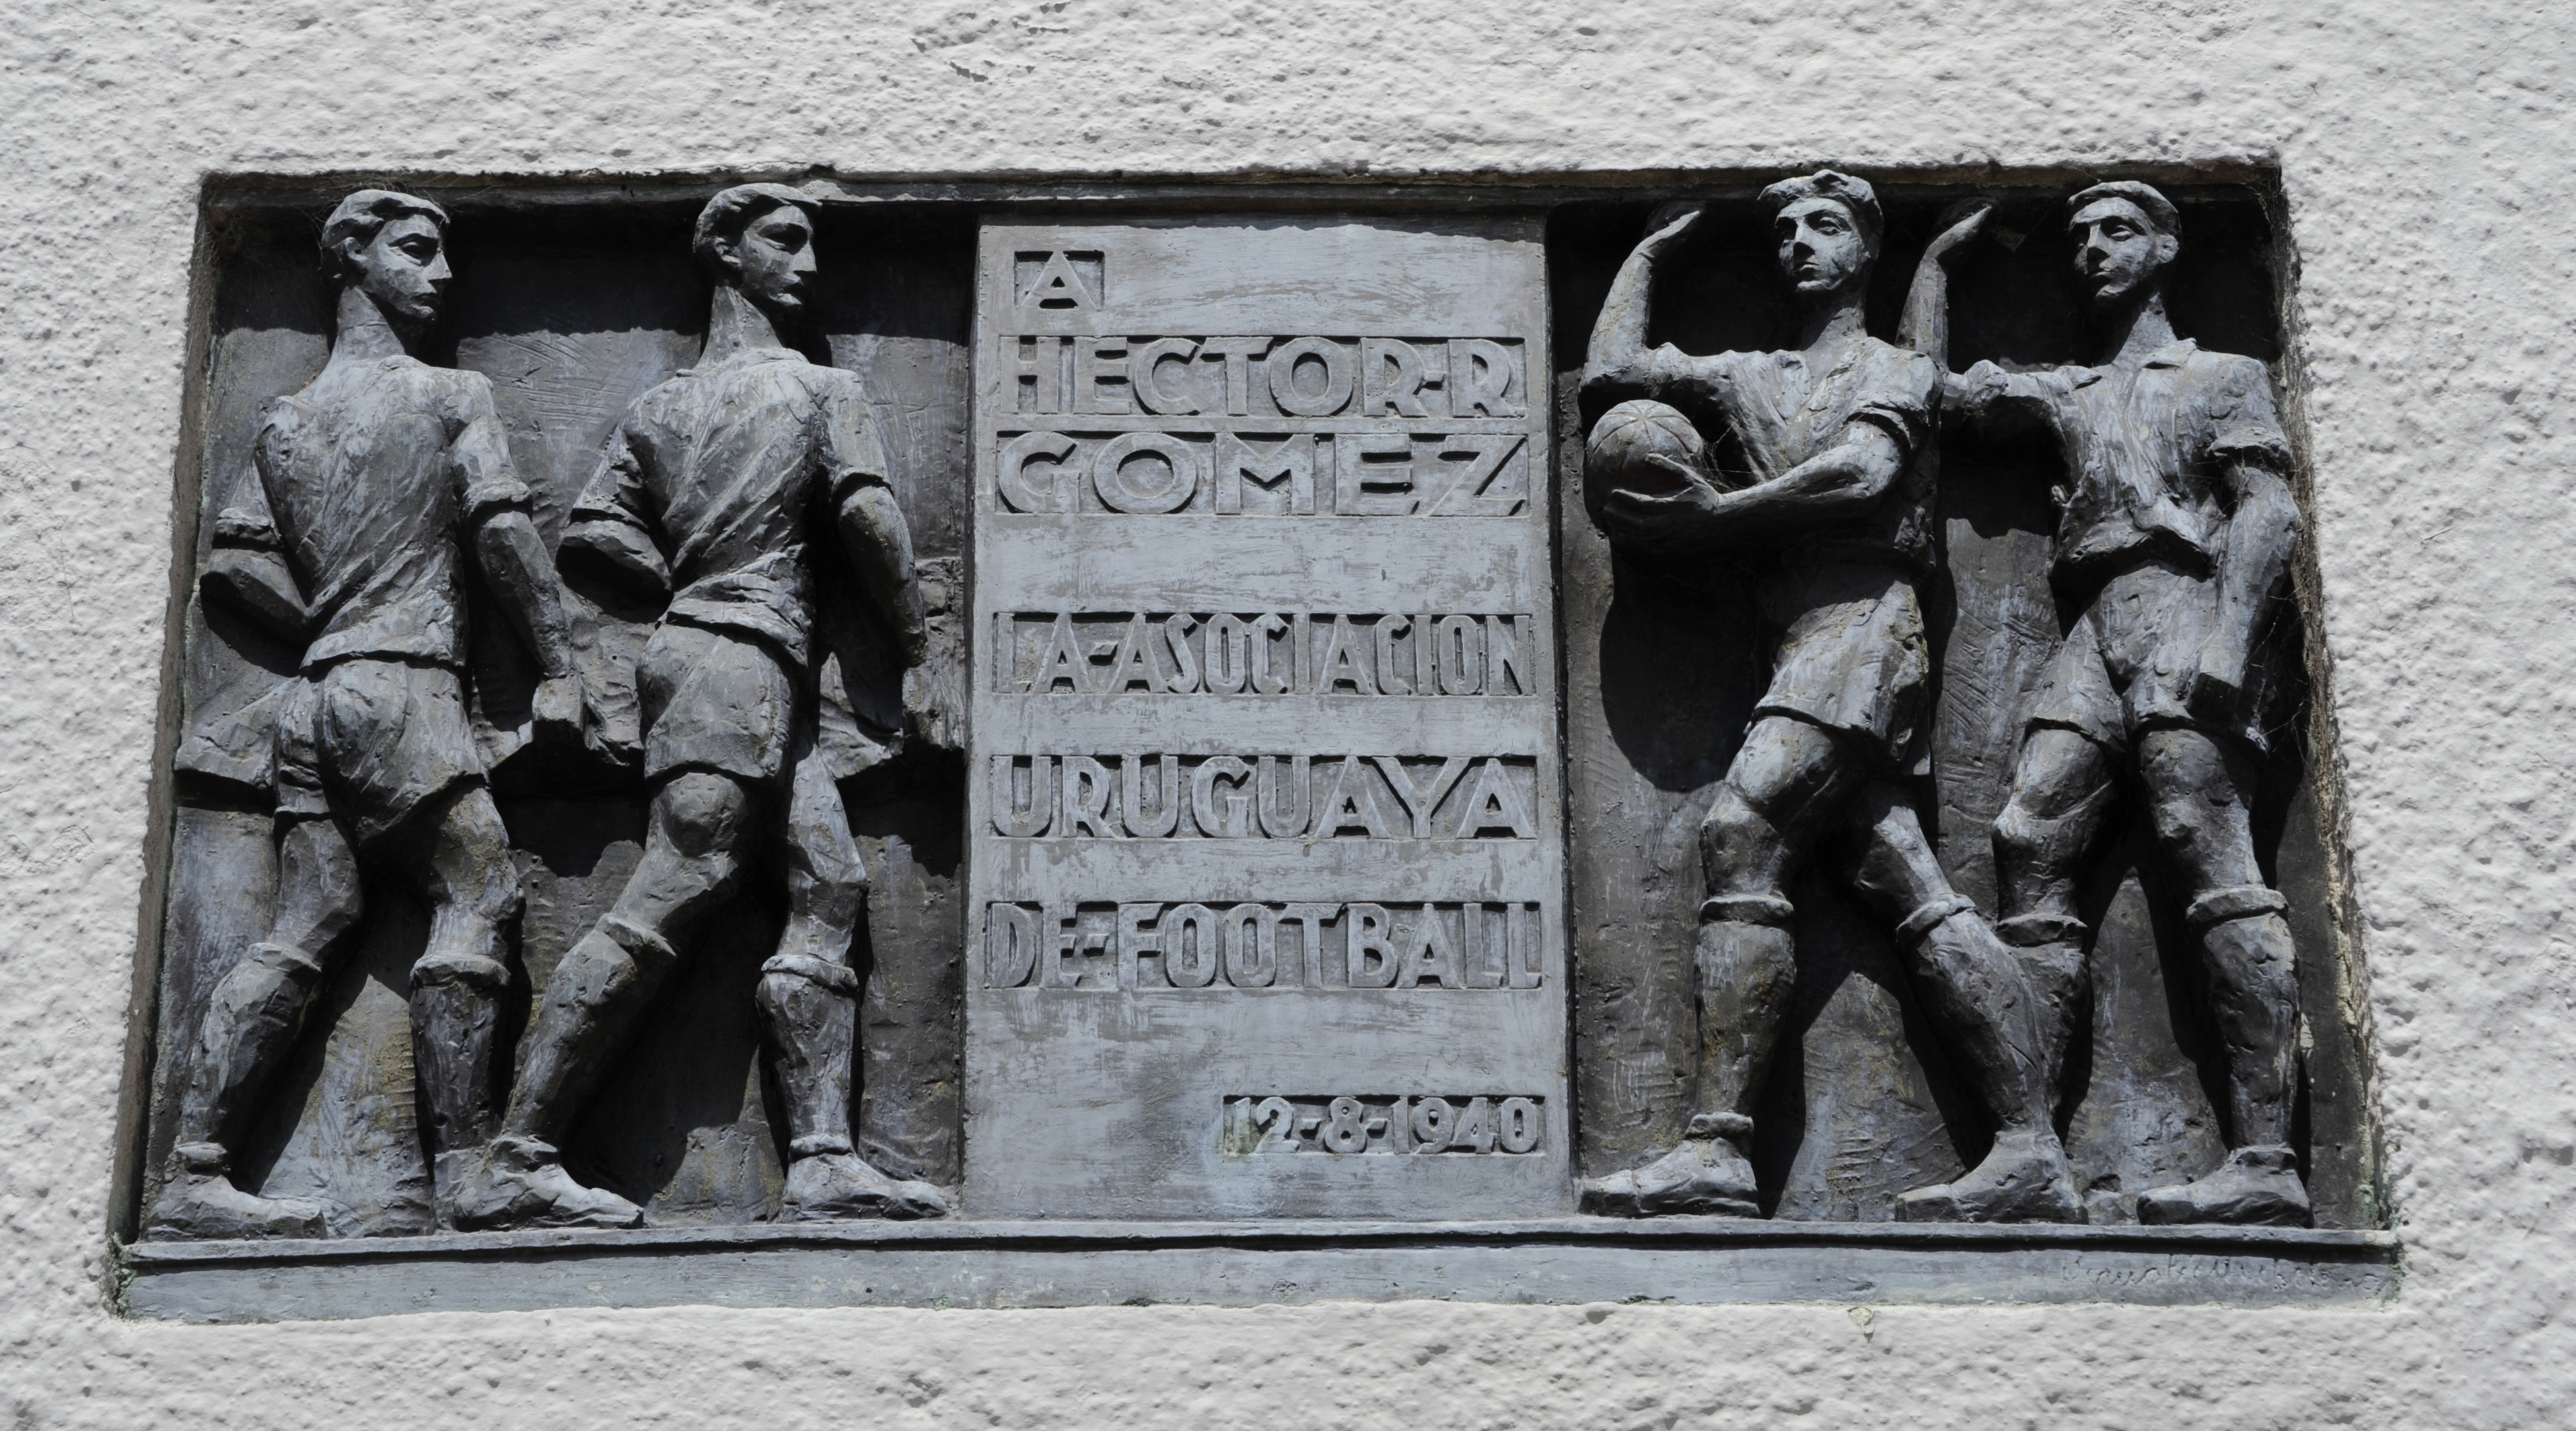 A
HECTOR-R
GOMEZ
LA-ASOCIACION
URUGUAYA
DE-FOOTBALL
12-8-1940